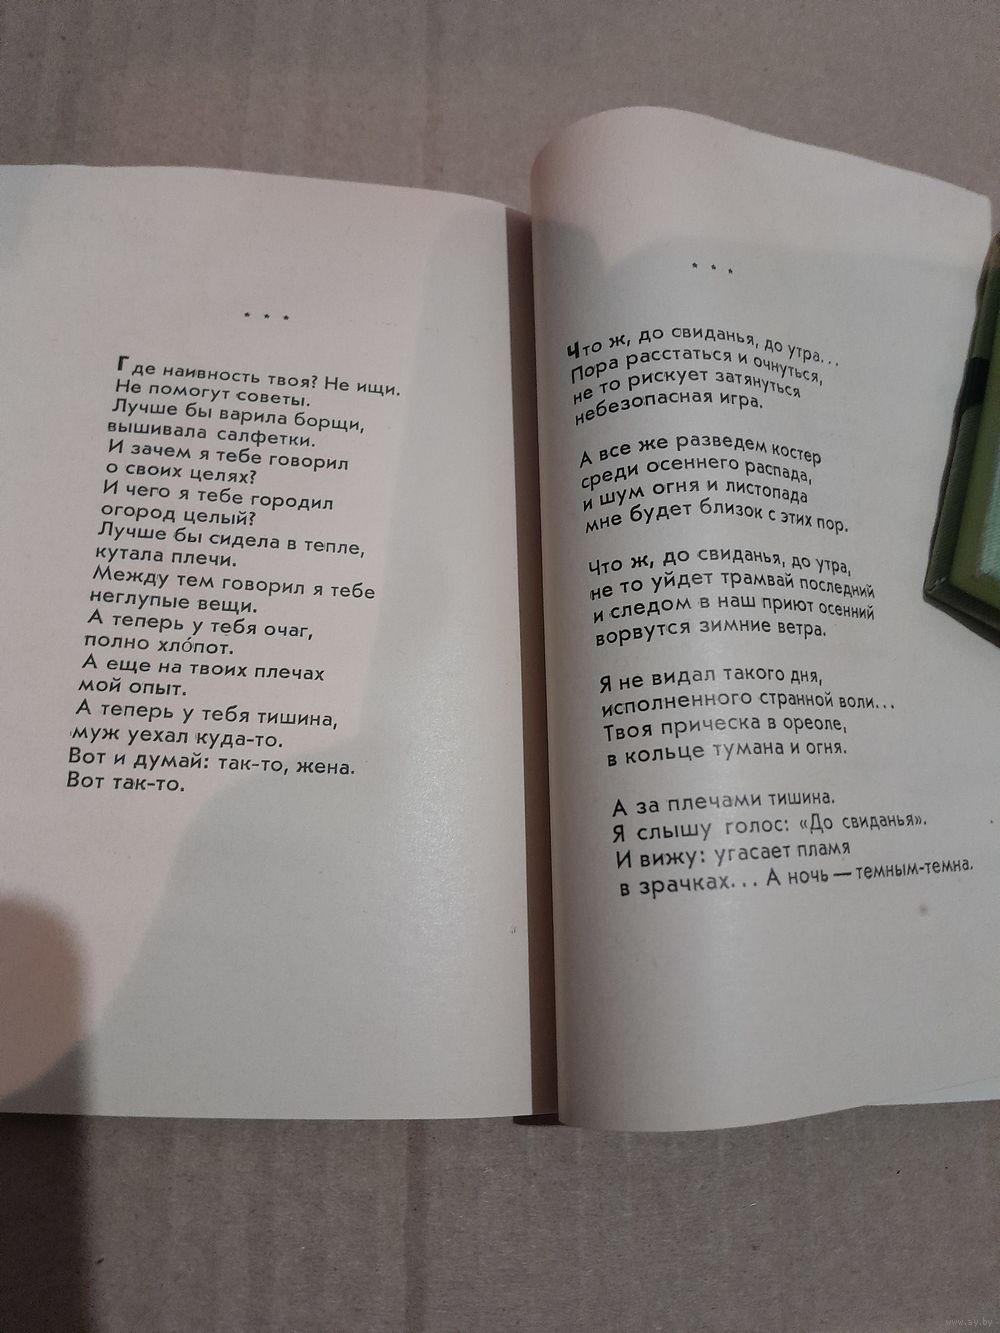 * * *
Где наивность твоя? Не ищи.
Не помогут советы.
Лучше бы варила борщи,
вышивала салфетки.
И зачем я тебе говорил
о своих целях?
И чего я тебе городил
огород целый?
Лучше бы сидела в тепле,
кутала плечи.
Между тем говорил я тебе
неглупые вещи.
А теперь у тебя очаг,
полно хло́пот.
А еще на твоих плечах
мой опыт.
А теперь у тебя тишина,
муж уехал куда-то.
Вот и думай: так-то, жена.
Вот так-то.
* * *
Что ж, до свиданья, до утра...
Пора расстаться и очнуться,
не то рискует затянуться
небезопасная игра.
А все же разведем костер
среди осеннего распада,
и шум огня и листопада
мне будет близок с этих пор.
Что ж, до свиданья, до утра,
не то уйдет трамвай последний
и следом в наш приют осенний
ворвутся зимние ветра.
Я не видал такого дня,
исполненного странной воли...
Твоя прическа в ореоле,
в кольце тумана и огня.
А за плечами тишина.
Я слышу голос: «До свиданья».
И вижу: угасает пламя
в зрачках... А ночь — темным-темна.
www.ay.by